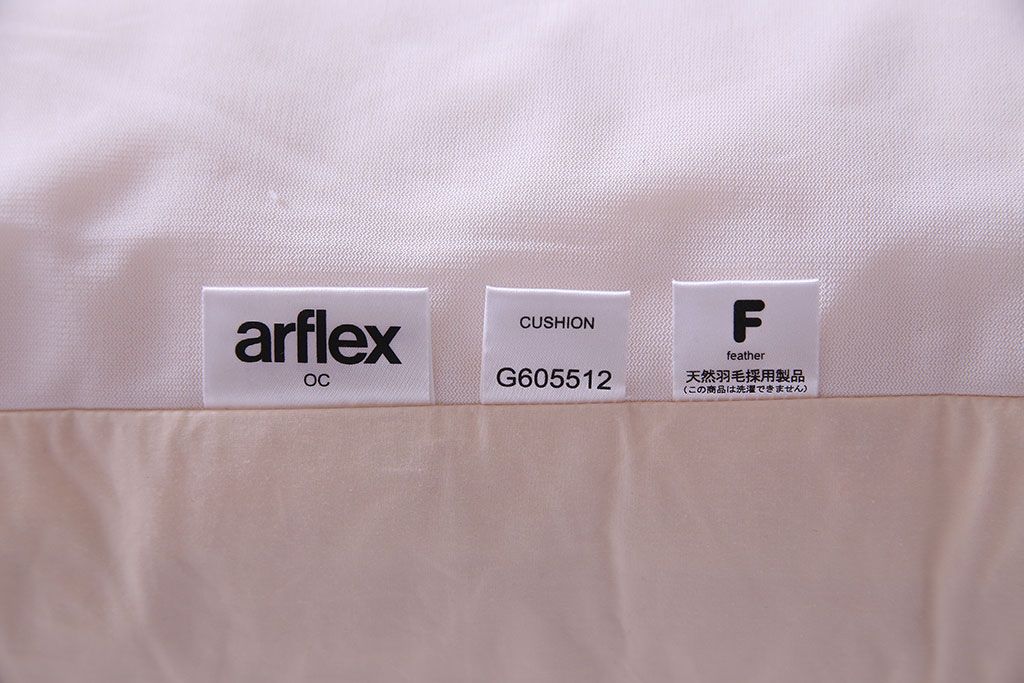 arflex
OC
CUSHION
G605512
F
feather
天然羽毛採用製品
(この商品は洗濯できません)